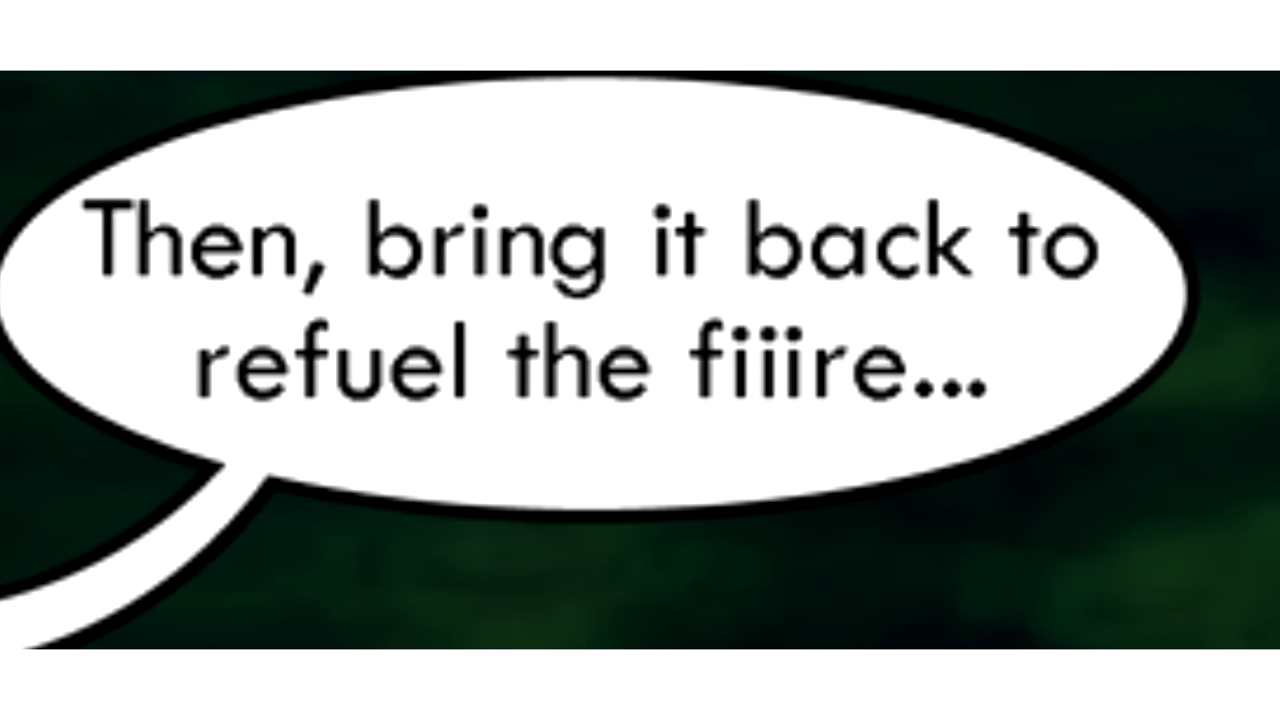 Then, bring it back to
refuel the fiiire...